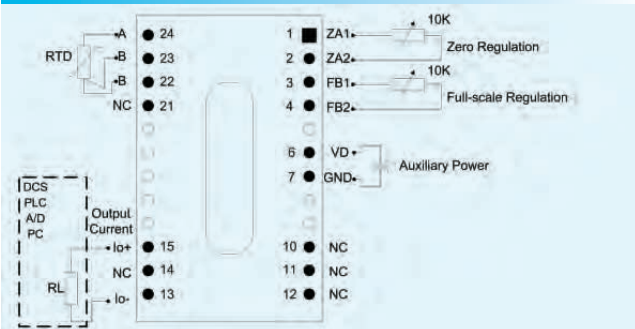 10K
A 24
1 ZA1
Zero Regulation
RTD
B 23
2 ZA2
10K
B 22
3 FB1
Full-scale Regulation
NC 21
4 FB2
6 VD
Auxiliary Power
7 GND
DCS
PLC
A/D
PC
Output
Current
Io+ 15
10 NC
NC 14
11 NC
RL
Io- 13
12 NC